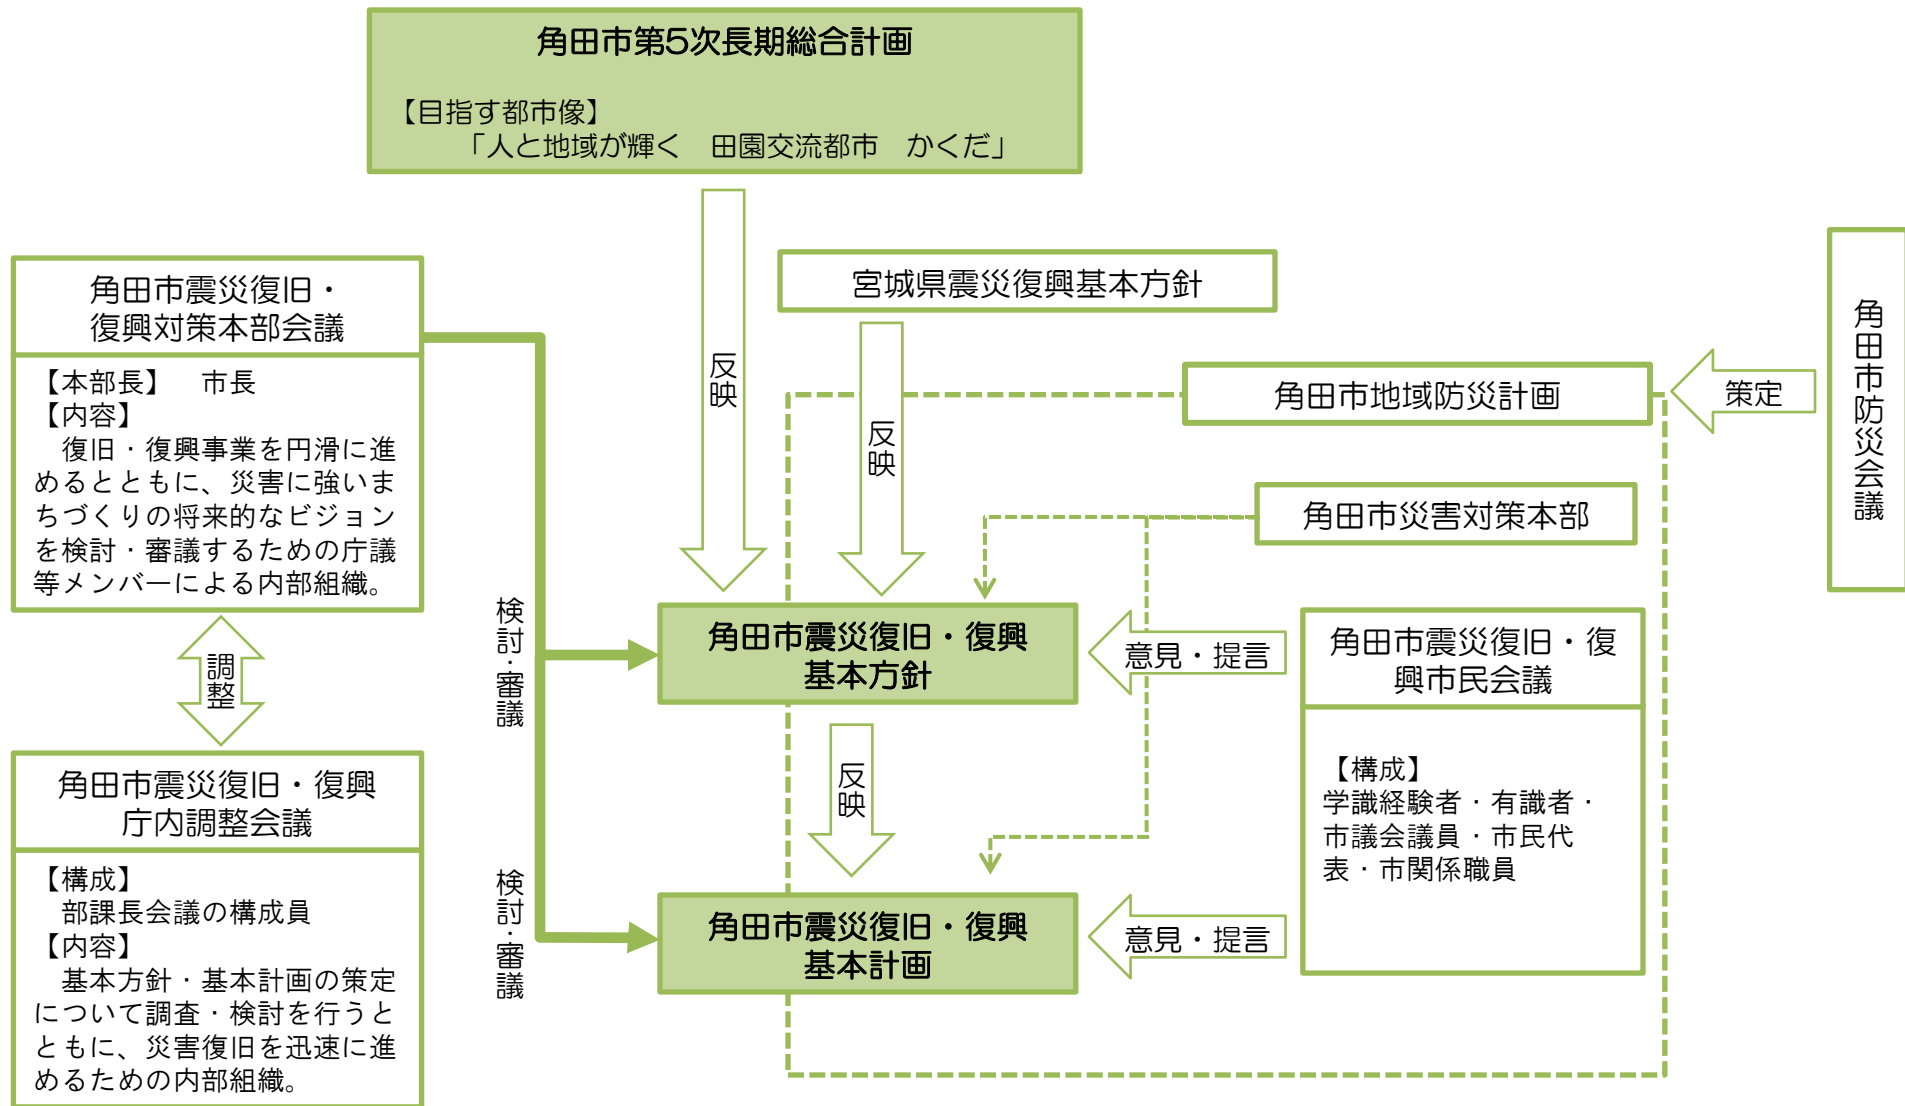 角田市第5次長期総合計画
【目指す都市像】
「人と地域が輝く　田園交流都市　かくだ」
角田市震災復旧・
復興対策本部会議
【本部長】　市長
【内容】
　復旧・復興事業を円滑に進
めるとともに、災害に強いま
ちづくりの将来的なビジョン
を検討・審議するための庁議
等メンバーによる内部組織。
調整
角田市震災復旧・復興
庁内調整会議
【構成】
　部課長会議の構成員
【内容】
　基本方針・基本計画の策定
について調査・検討を行うと
ともに、災害復旧を迅速に進
めるための内部組織。
検討・審議
検討・審議
反映
宮城県震災復興基本方針
反映
角田市地域防災計画
策定
角田市防災会議
角田市災害対策本部
角田市震災復旧・復興
基本方針
意見・提言
角田市震災復旧・復
興市民会議
【構成】
学識経験者・有識者・
市議会議員・市民代
表・市関係職員
反映
角田市震災復旧・復興
基本計画
意見・提言